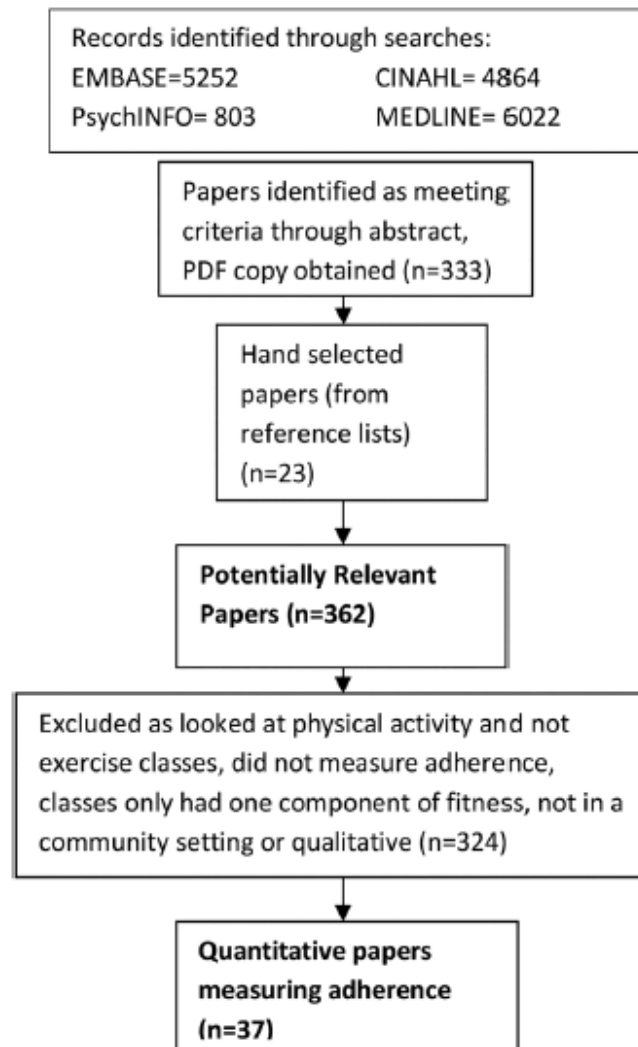 Records identified through searches:
EMBASE=5252 CINAHL= 4864
PsychINFO= 803 MEDLINE= 6022
Papers identified as meeting
criteria through abstract,
PDF copy obtained (n=333)
Hand selected
papers (from
reference lists)
(n=23)
Potentially Relevant
Papers (n=362)
Excluded as looked at physical activity and not
exercise classes, did not measure adherence,
classes only had one component of fitness, not in a
community setting or qualitative (n=324)
Quantitative papers
measuring adherence
(n=37)